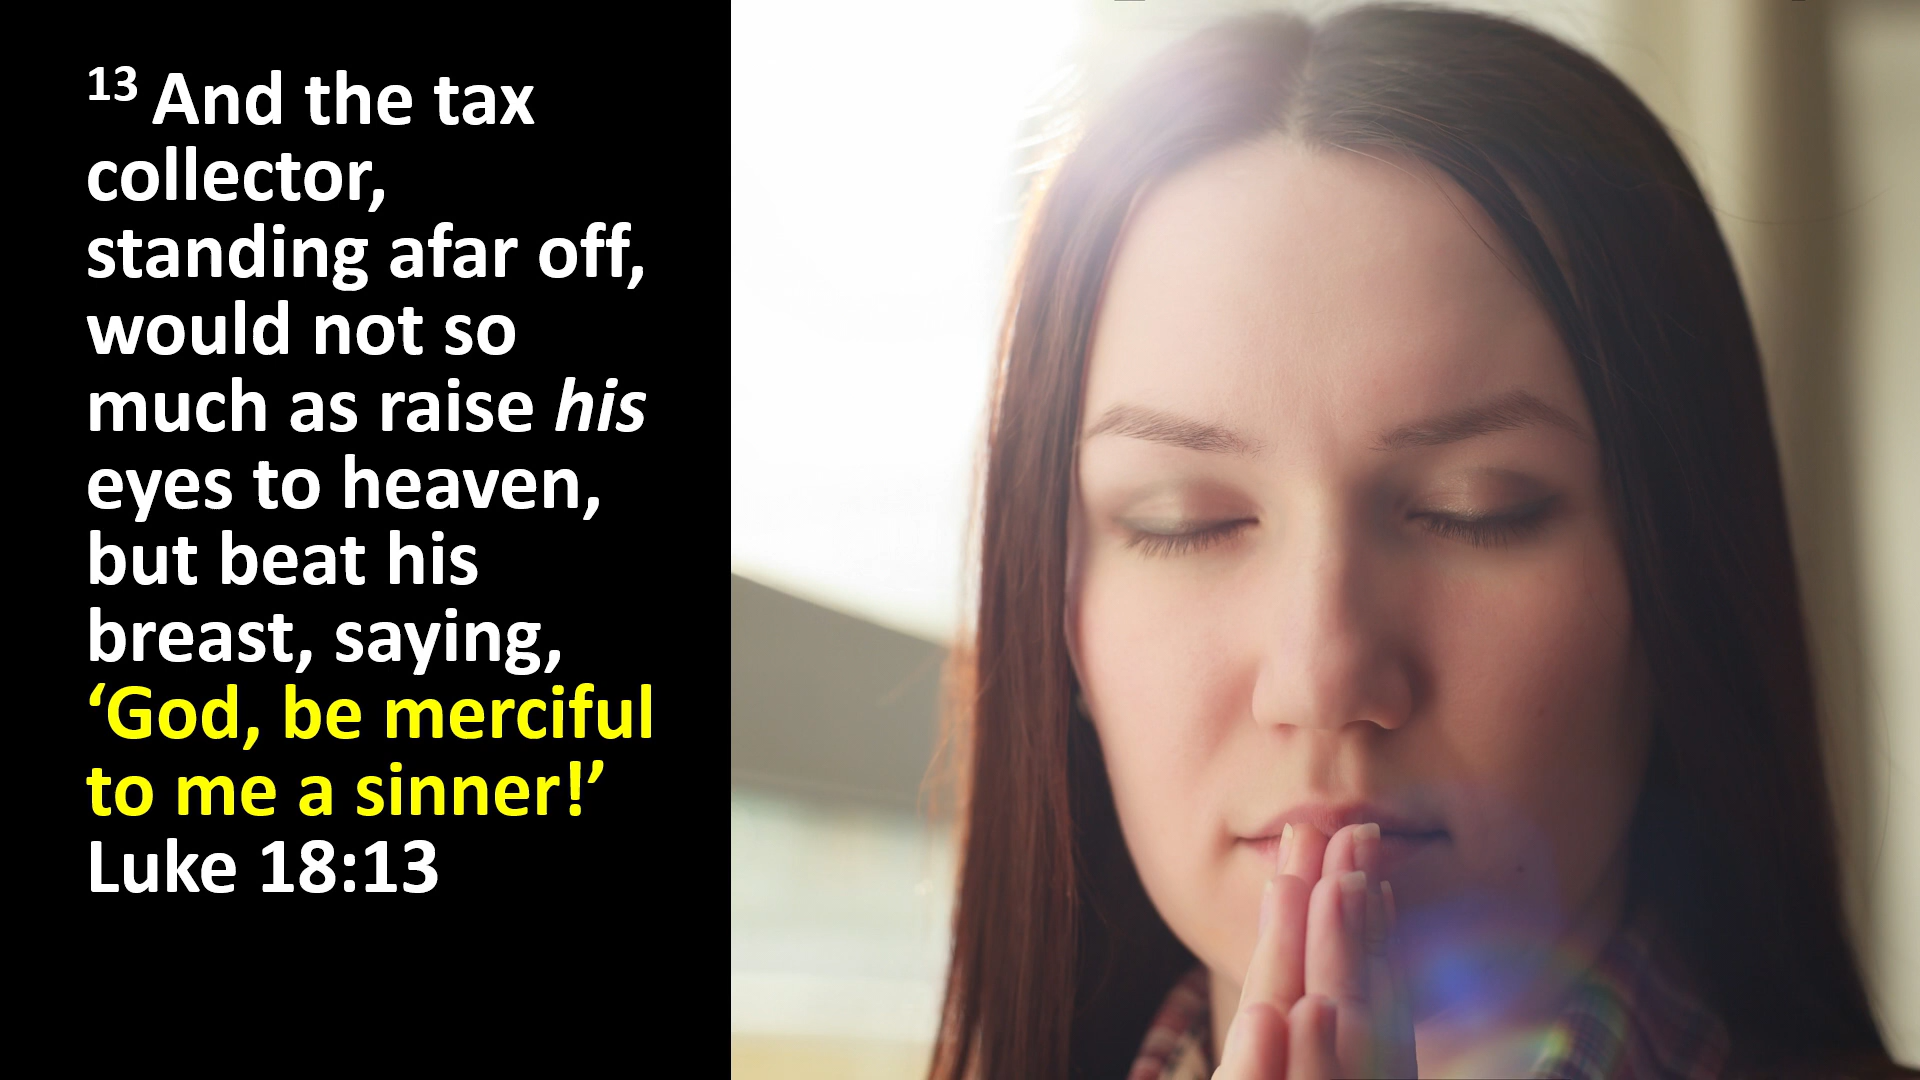 13 And the tax
collector,
standing afar off,
would not so
much as raise his
eyes to heaven,
but beat his
breast, saying,
‘God, be merciful
to me a sinner!’
Luke 18:13